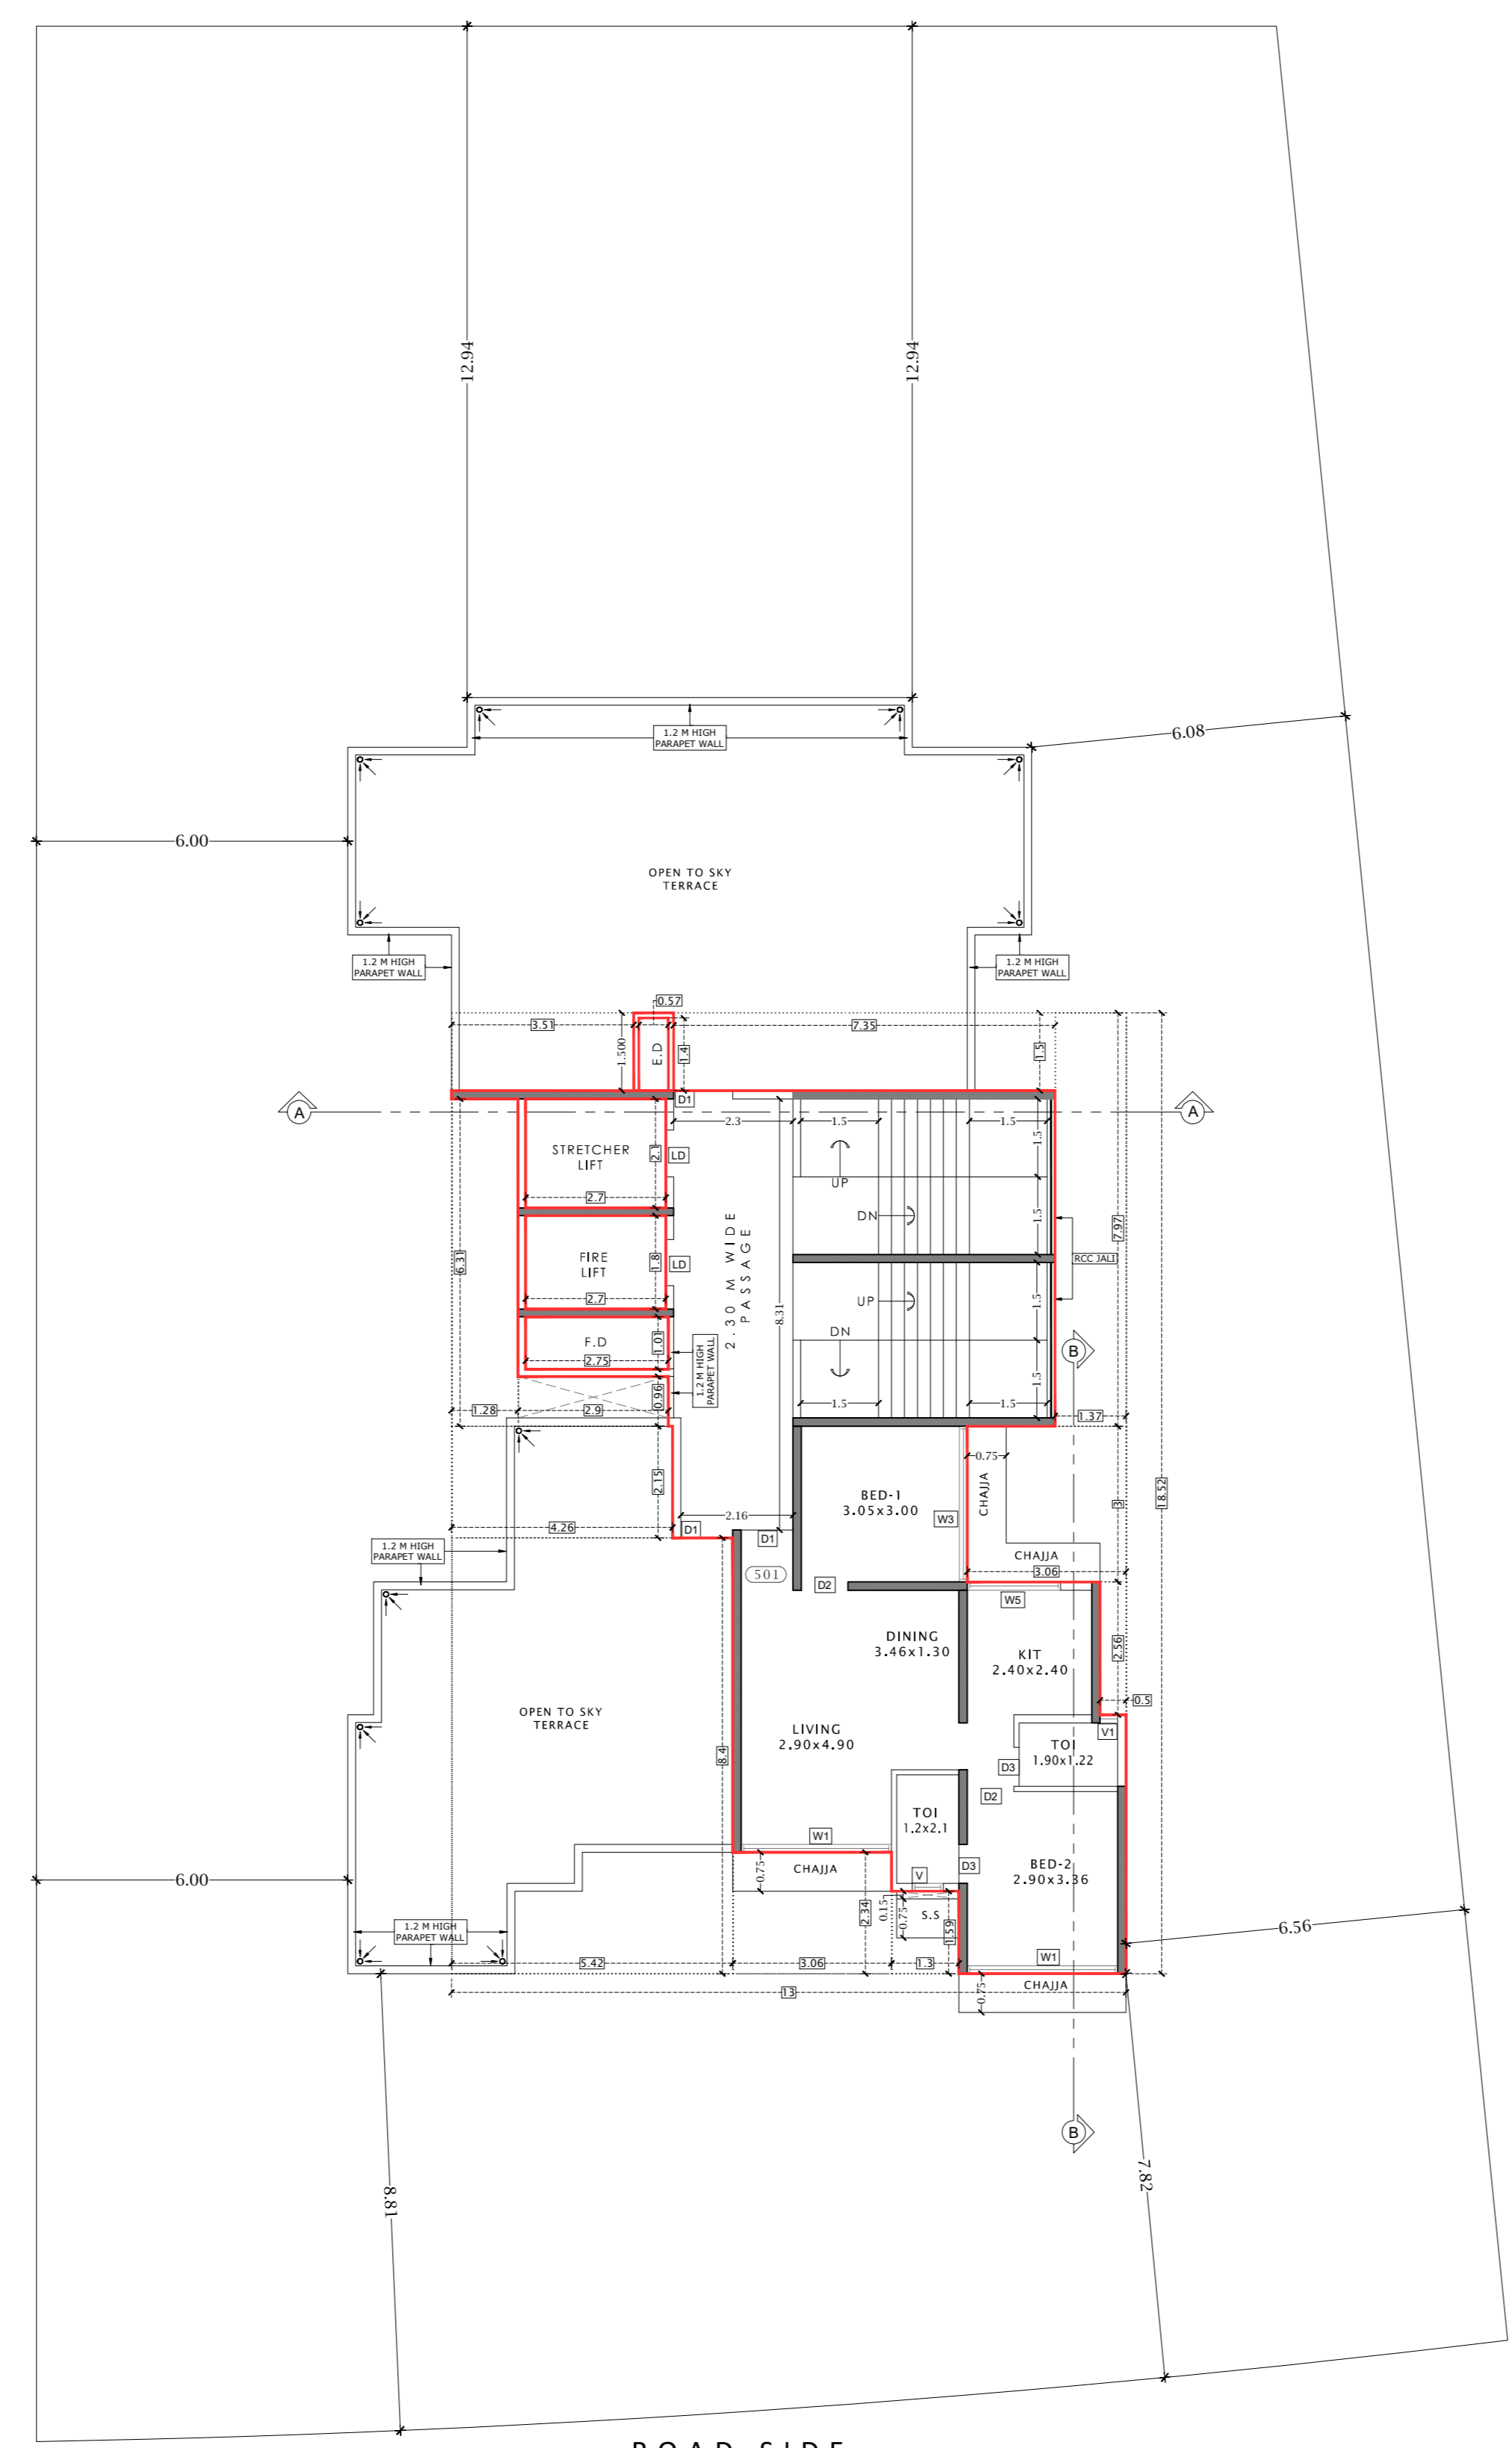 12.94
12.94
6.08
1.2 M HIGH
PARAPET WALL
6.00
OPEN TO SKY
TERRACE
1.2 M HIGH
PARAPET WALL
1.2 M HIGH
PARAPET WALL
0.57
3.51
7.35
1.500
E.D
1.4
1.5
A
D1
A
2.3
1.5
1.5
1.5
STRETCHER
LIFT
2.1
LD
UP
2.7
DN
1.5
7.97
6.31
FIRE
LIFT
1.8
LD
2.30 M WIDE
PASSAGE
RCC JALI
2.7
8.31
UP
1.5
F.D
1.01
DN
2.75
1.2 M HIGH
PARAPET WALL
B
0.96
1.5
1.28
2.9
1.5
1.5
1.37
2.15
0.75
CHAJJA
BED-1
3.05x3.00
W3
3
18.52
4.26
D1
2.16
D1
1.2 M HIGH
PARAPET WALL
CHAJJA
3.06
501
D2
W5
DINING
3.46x1.30
KIT
2.40x2.40
2.56
0.5
OPEN TO SKY
TERRACE
LIVING
2.90x4.90
V1
TOI
1.90x1.22
8.4
D3
D2
TOI
1.2x2.1
W1
CHAJJA
0.75
D3
BED-2
2.90x3.36
V
6.00
2.34
0.15
0.75
S.S
1.59
1.2 M HIGH
PARAPET WALL
6.56
5.42
3.06
1.3
W1
CHAJJA
0.75
13
B
8.81
7.82
ROAD SIDE